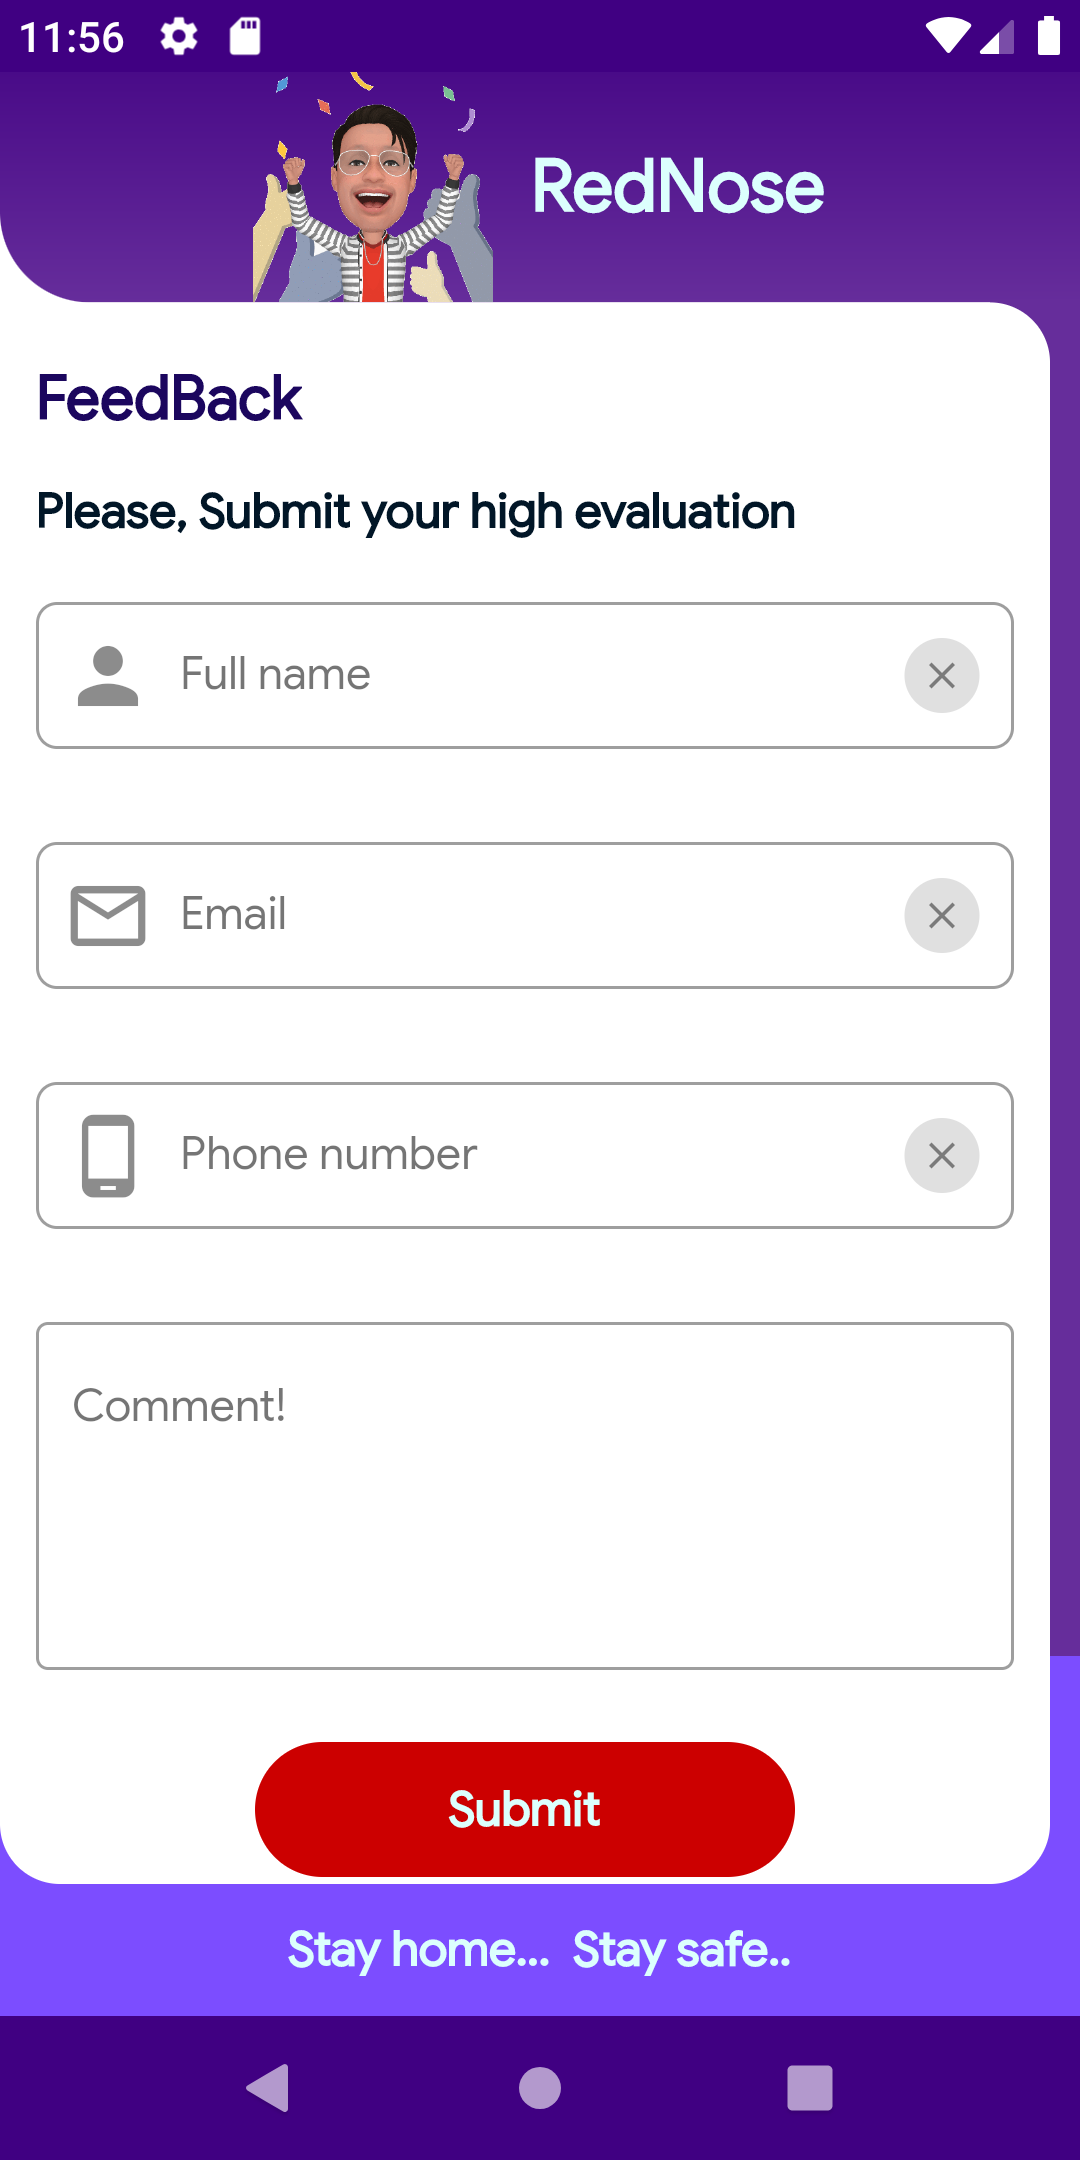 11:56
RedNose
FeedBack
Please, Submit your high evaluation
Full name
Email
Phone number
Comment!
Submit
Stay home... Stay safe..